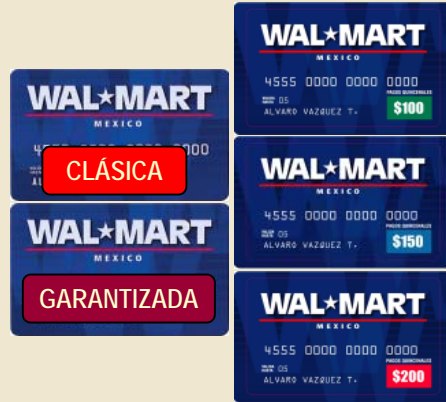 WAL★MART
MEXICO
CLÁSICA
WAL★MART
MEXICO
GARANTIZADA
WAL★MART
MEXICO
4555 0000 0000 0000
PAGOS QUINCENALES
05
$100
ALVARO VAZQUEZ T.
WAL★MART
MEXICO
4555 0000 0000 0000
PAGOS QUINCENALES
05
$150
ALVARO VAZQUEZ T.
WAL★MART
MEXICO
4555 0000 0000 0000
PAGOS QUINCENALES
05
$200
ALVARO VAZQUEZ T.